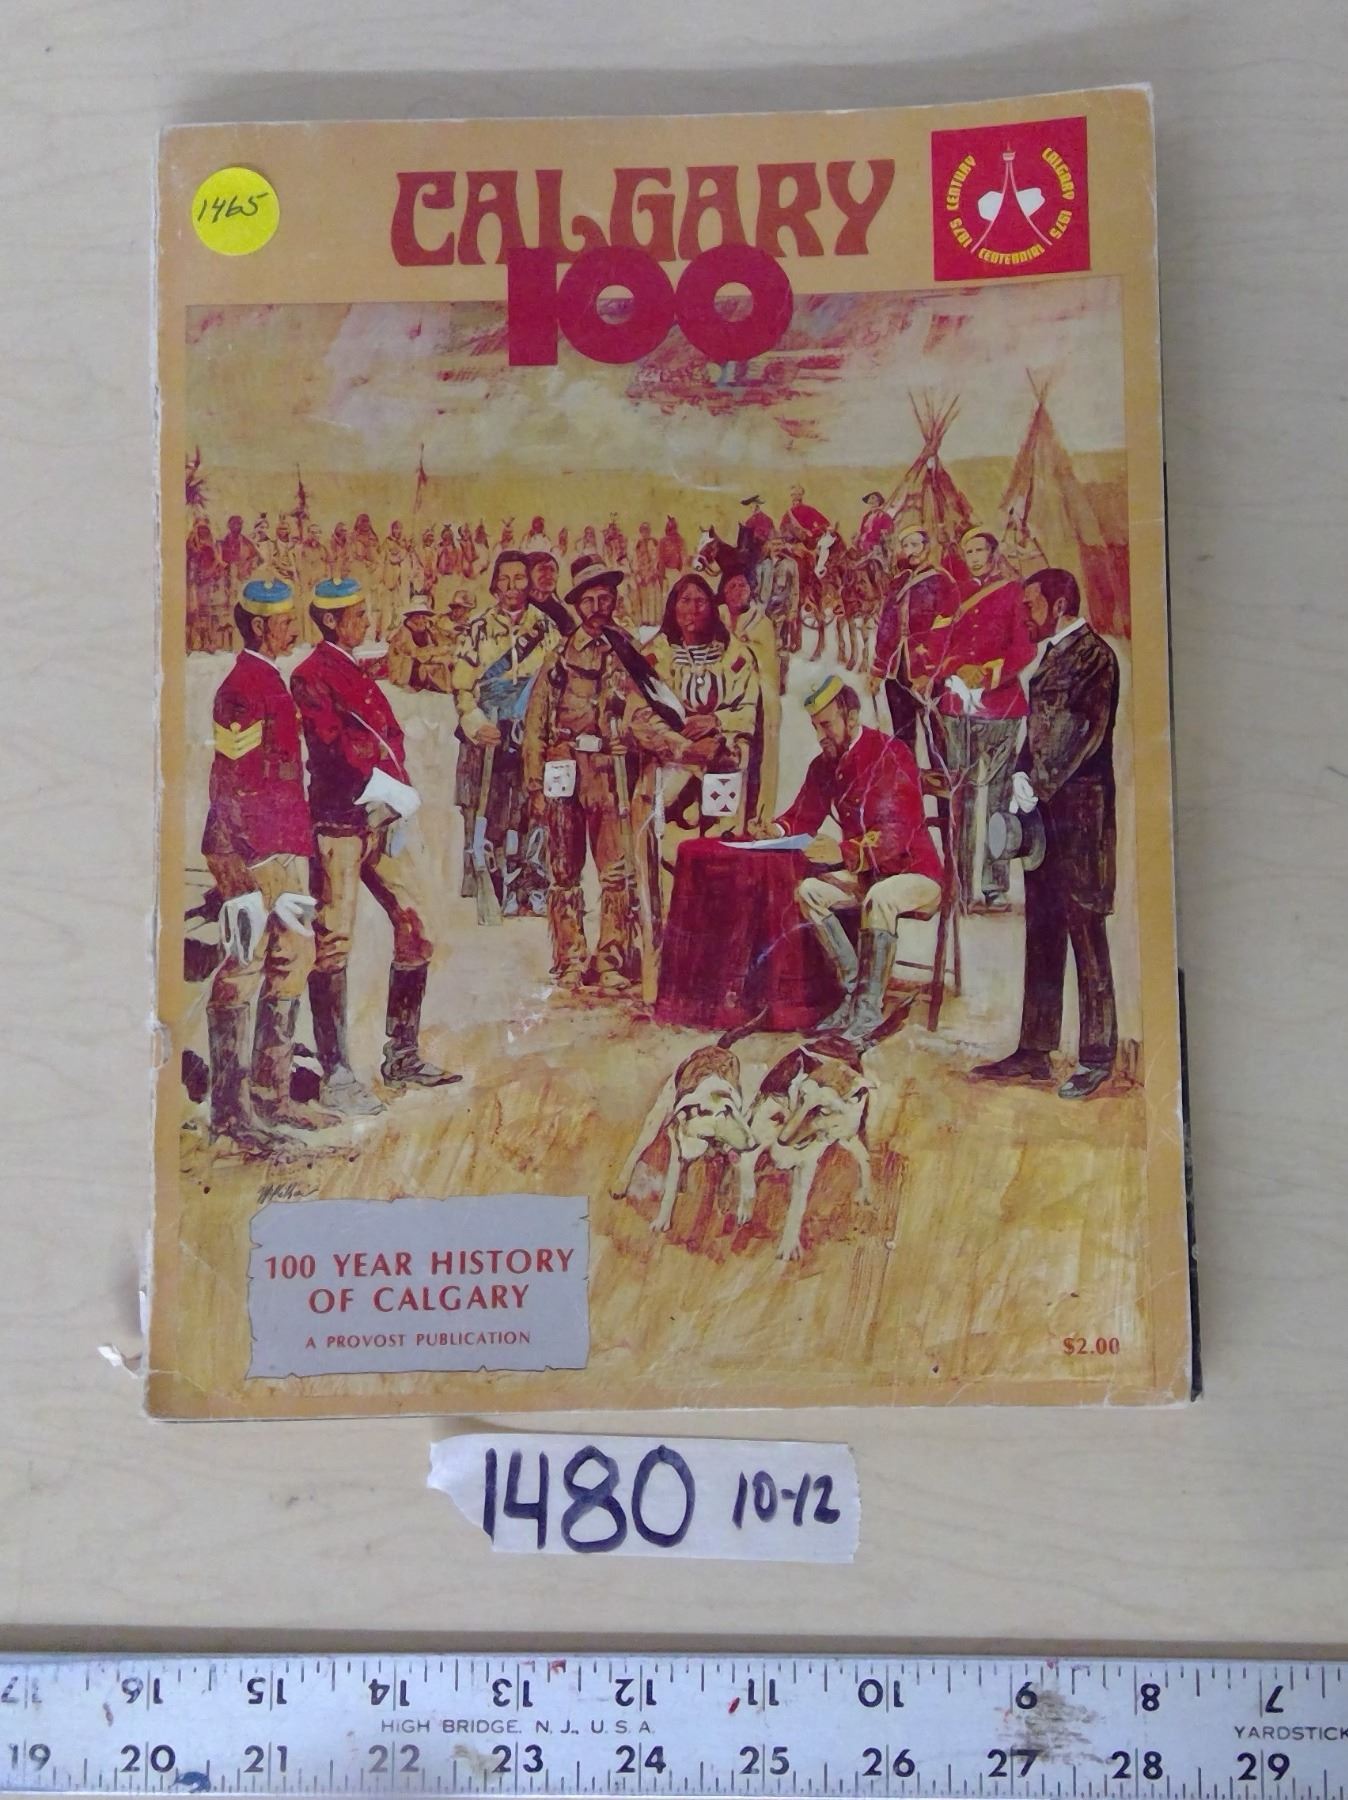 1465
CALGARY
100
CENTURY CALGARY
1875 CENTENNIAL 1975
100 YEAR HISTORY
OF CALGARY
A PROVOST PUBLICATION
$2.00
1480 10-12
17 16 15 14 13 12 11 10 9 8 7
HIGH BRIDGE, N. J., U. S. A. YARDSTICK
19 20 21 22 23 24 25 26 27 28 29